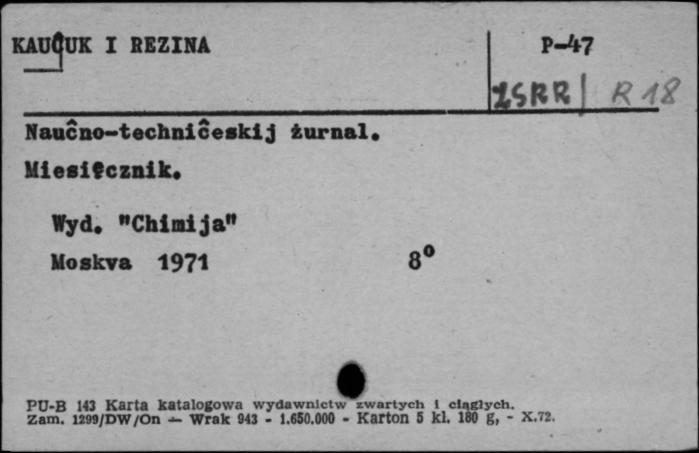 KAUČUK I REZINA
P-47
ZSRR R 18
Naučno-techničeskij żurnal.
Miesięcznik.
Wyd. "Chimija"
Moskva 1971 8°
PU-B 143 Karta katalogowa wydawnictw zwartych i ciągłych.
Zam. 1299/DW/On — Wrak 943 - 1.650.000 - Karton 5 kl. 180 g, - X.72.